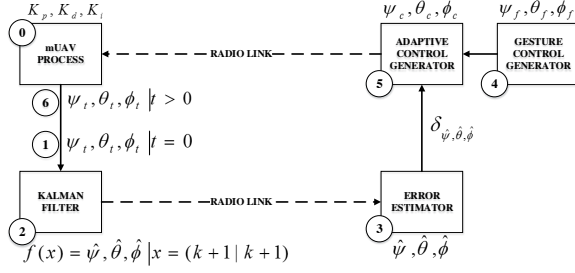 K_p, K_d, K_i
ψ_c, θ_c, ϕ_c
ψ_f, θ_f, ϕ_f
0
mUAV
PROCESS
RADIO LINK
ADAPTIVE
CONTROL
GENERATOR
5
GESTURE
CONTROL
GENERATOR
4
6
ψ_t, θ_t, ϕ_t |t > 0
1
ψ_t, θ_t, ϕ_t |t = 0
δ_ψ̂,θ̂,ϕ̂
KALMAN
FILTER
2
RADIO LINK
ERROR
ESTIMATOR
3
f(x) = ψ̂, θ̂, ϕ̂ |x = (k+1 | k+1)
ψ̂, θ̂, ϕ̂